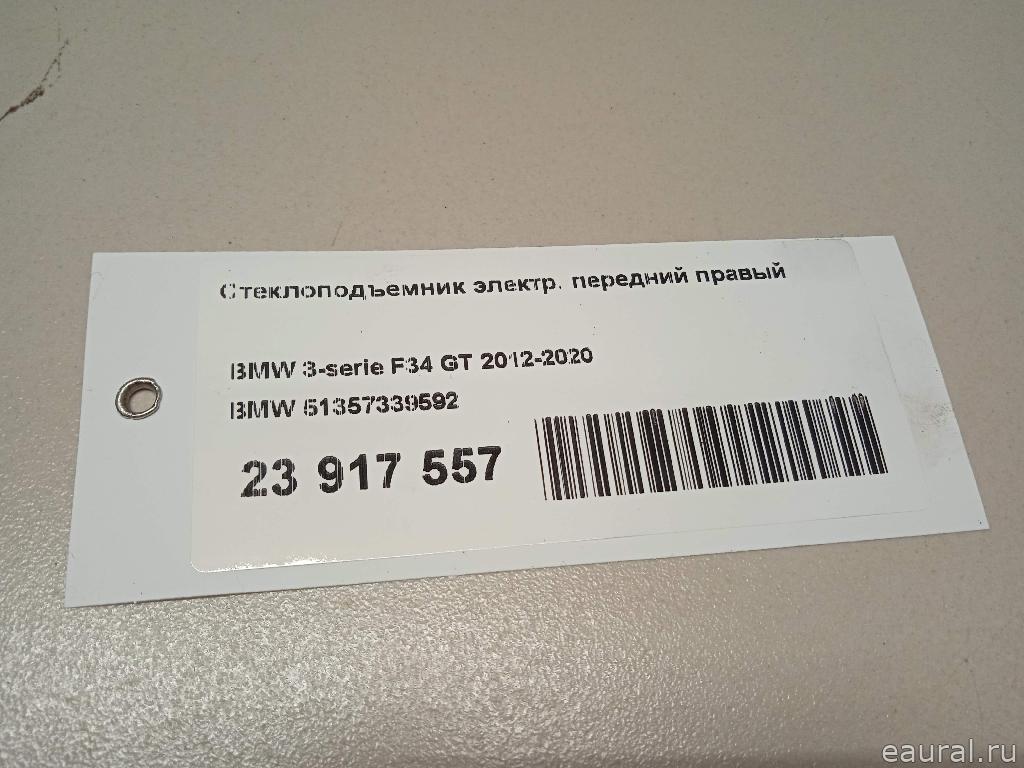 Стеклоподъемник электр. передний правый
BMW 3-serie F34 GT 2012-2020
BMW 51357339592
23 917 557
eaural.ru